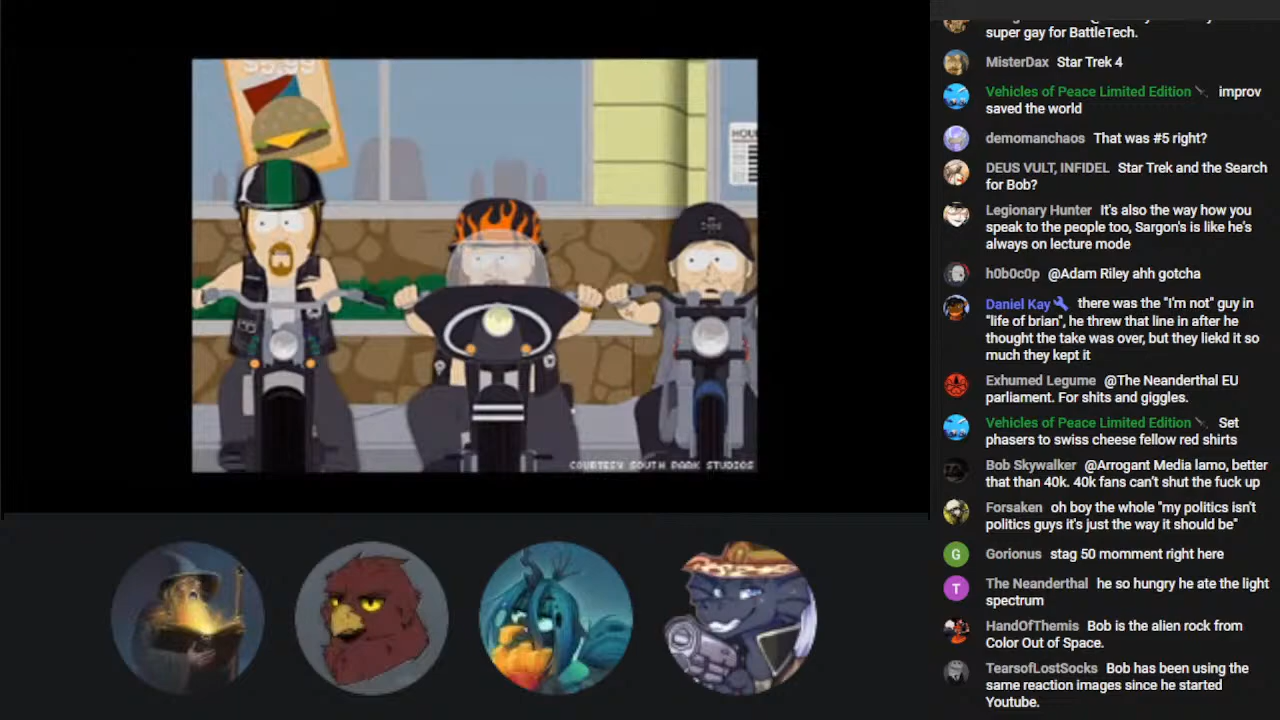 $5.99
HOU
COURTESY SOUTH PARK STUDIOS
super gay for BattleTech.
MisterDax Star Trek 4
Vehicles of Peace Limited Edition improv
saved the world
demomanchaos That was #5 right?
DEUS VULT, INFIDEL Star Trek and the Search
for Bob?
Legionary Hunter It's also the way how you
speak to the people too, Sargon's is like he's
always on lecture mode
h0b0c0p @Adam Riley ahh gotcha
Daniel Kay there was the "I'm not" guy in
"life of brian", he threw that line in after he
thought the take was over, but they liekd it so
much they kept it
Exhumed Legume @The Neanderthal EU
parliament. For shits and giggles.
Vehicles of Peace Limited Edition Set
phasers to swiss cheese fellow red shirts
Bob Skywalker @Arrogant Media lamo, better
that than 40k. 40k fans can't shut the fuck up
Forsaken oh boy the whole "my politics isn't
politics guys it's just the way it should be"
G
Gorionus stag 50 momment right here
T
The Neanderthal he so hungry he ate the light
spectrum
HandOfThemis Bob is the alien rock from
Color Out of Space.
TearsofLostSocks Bob has been using the
same reaction images since he started
Youtube.